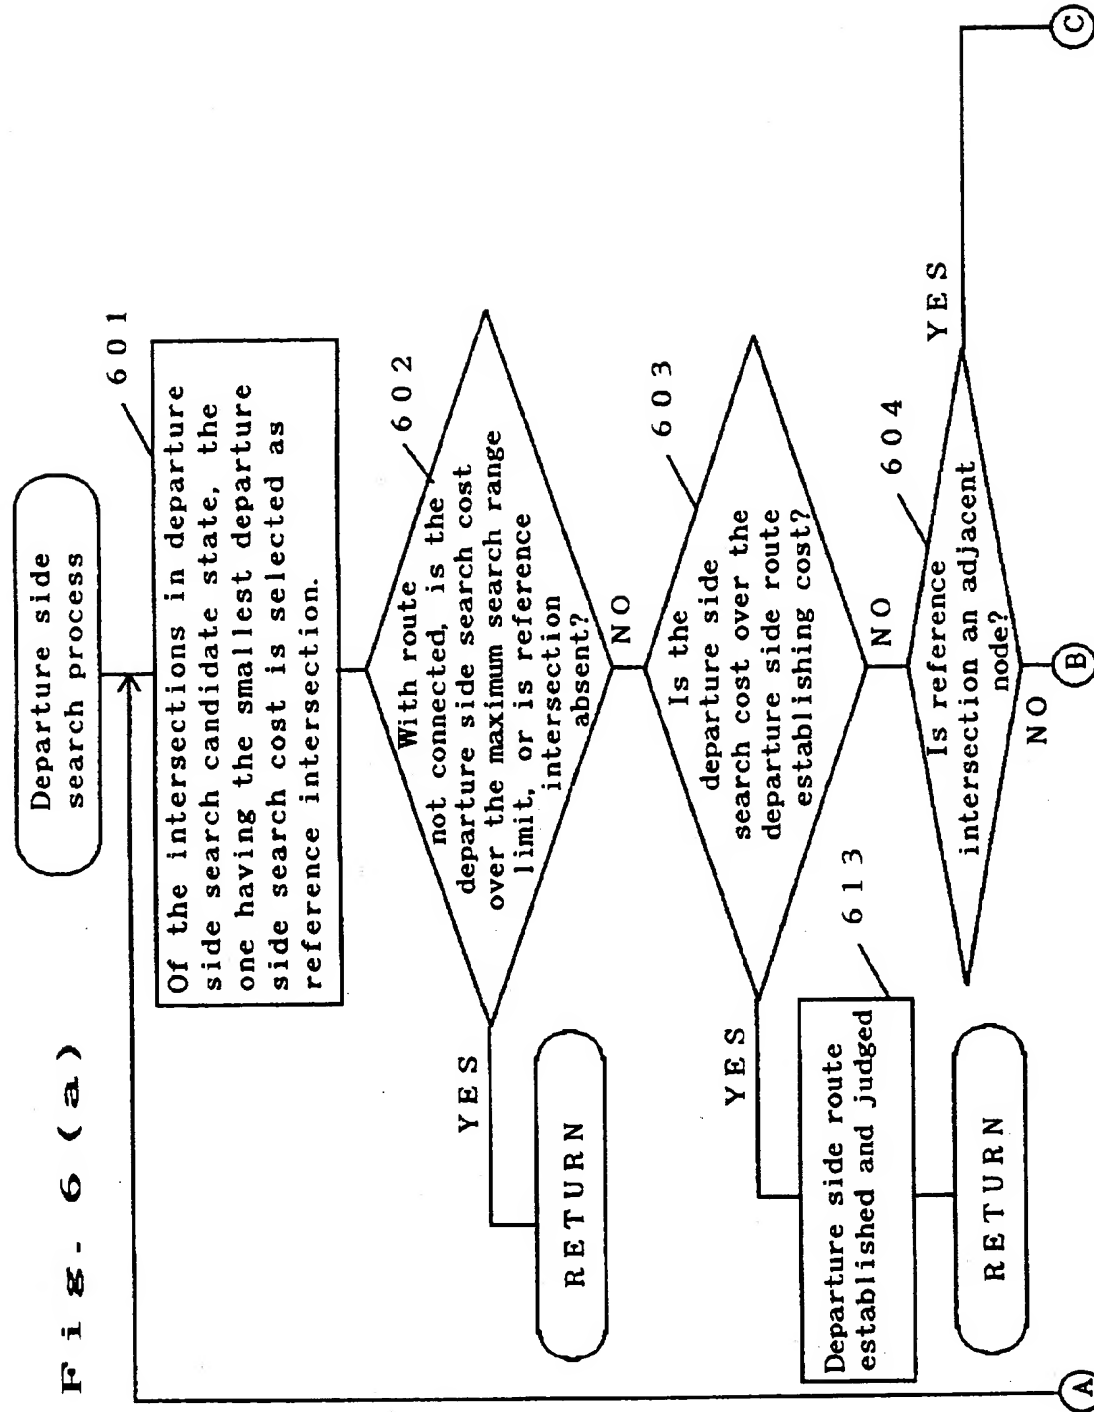 Fig. 6 (a)
Departure side
search process
601
Of the intersections in departure
side search candidate state, the
one having the smallest departure
side search cost is selected as
reference intersection.
602
With route
not connected, is the
departure side search cost
over the maximum search range
limit, or is reference
intersection
absent?
YES
NO
RETURN
603
Is the
departure side
search cost over the
departure side route
establishing cost?
YES
NO
613
Departure side route
established and judged
RETURN
604
Is reference
intersection an adjacent
node?
YES
NO
A
B
C